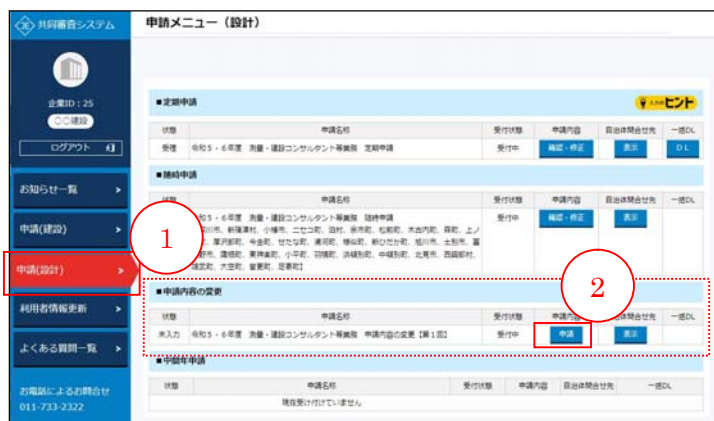 共同審査システム
申請メニュー（設計）
企業ID：25
〇〇建設
ログアウト
お知らせ一覧 >
申請(建設) >
申請(設計) >
利用者情報更新 >
よくある質問一覧 >
お電話によるお問合せ
011-733-2322
■定期申請
ヒント
状態 申請名称 受付状態 申請内容 自治体問合せ先 一括DL
受理 令和5・6年度 測量・建設コンサルタント等業務 定期申請 受付中 確認・修正 表示 DL
■随時申請
状態 申請名称 受付状態 申請内容 自治体問合せ先 一括DL
令和5・6年度 測量・建設コンサルタント等業務 随時申請 受付中 確認・修正 表示
1
2
■申請内容の変更
状態 申請名称 受付状態 申請内容 自治体問合せ先 一括DL
未入力 令和5・6年度 測量・建設コンサルタント等業務 申請内容の変更【第1回】 受付中 申請 表示
■中間年申請
状態 申請名称 受付状態 申請内容 自治体問合せ先 一括DL
現在受け付けていません